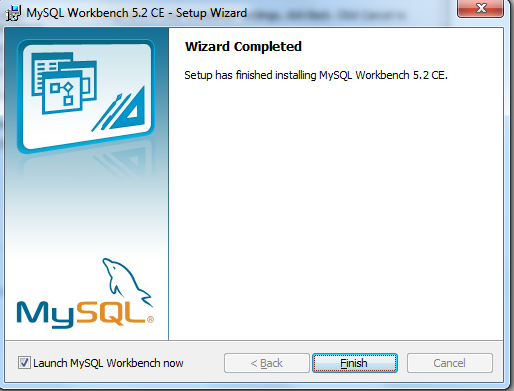 MySQL Workbench 5.2 CE - Setup Wizard
Wizard Completed
Setup has finished installing MySQL Workbench 5.2 CE.
MySQL®
Launch MySQL Workbench now
< Back
Finish
Cancel